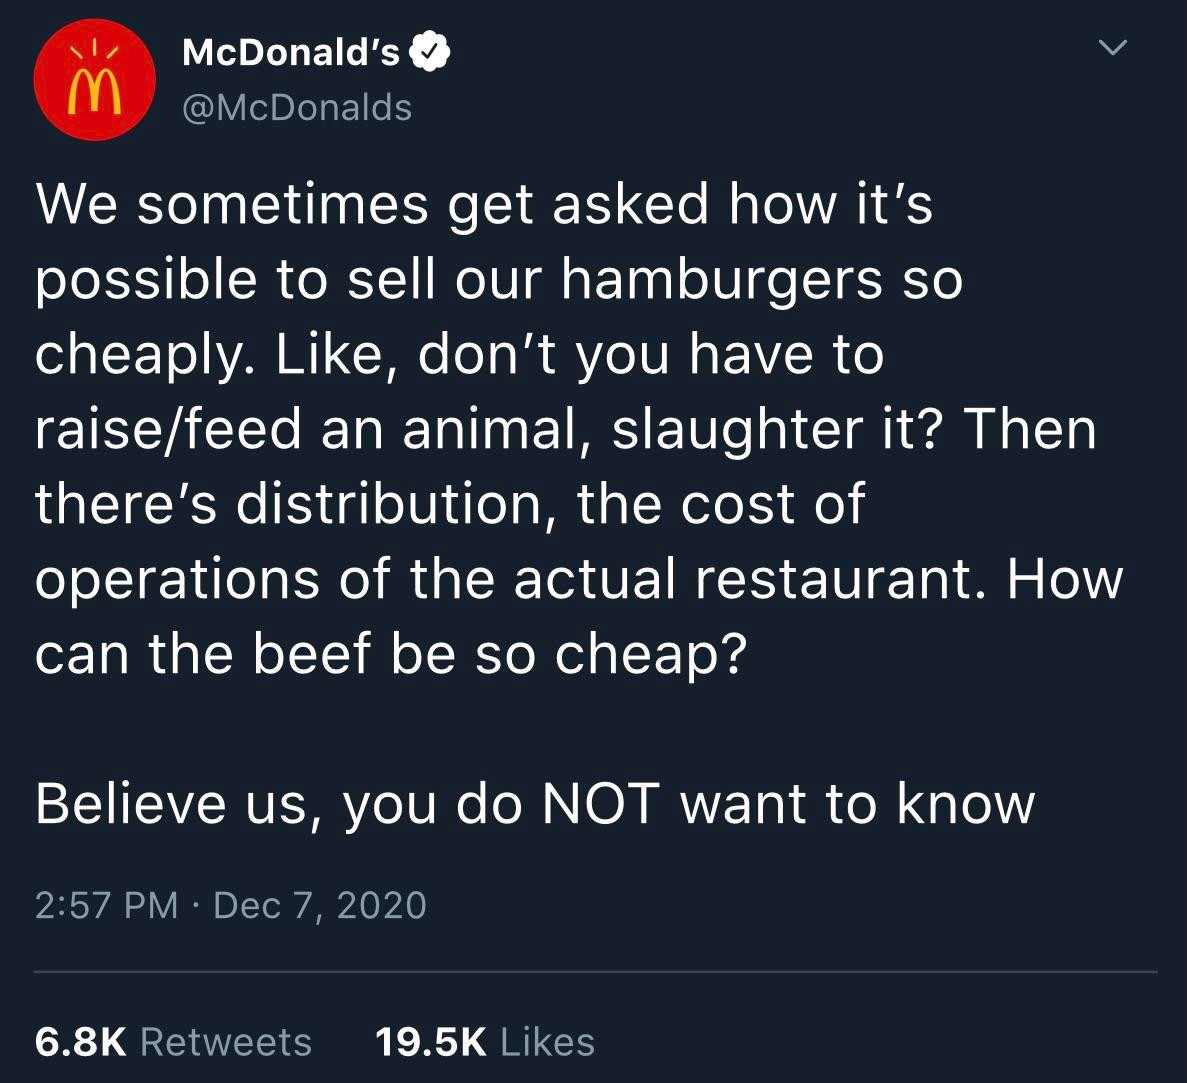 McDonald’s
@McDonalds
We sometimes get asked how it’s
possible to sell our hamburgers so
cheaply. Like, don’t you have to
raise/feed an animal, slaughter it? Then
there’s distribution, the cost of
operations of the actual restaurant. How
can the beef be so cheap?
Believe us, you do NOT want to know
2:57 PM · Dec 7, 2020
6.8K Retweets 19.5K Likes